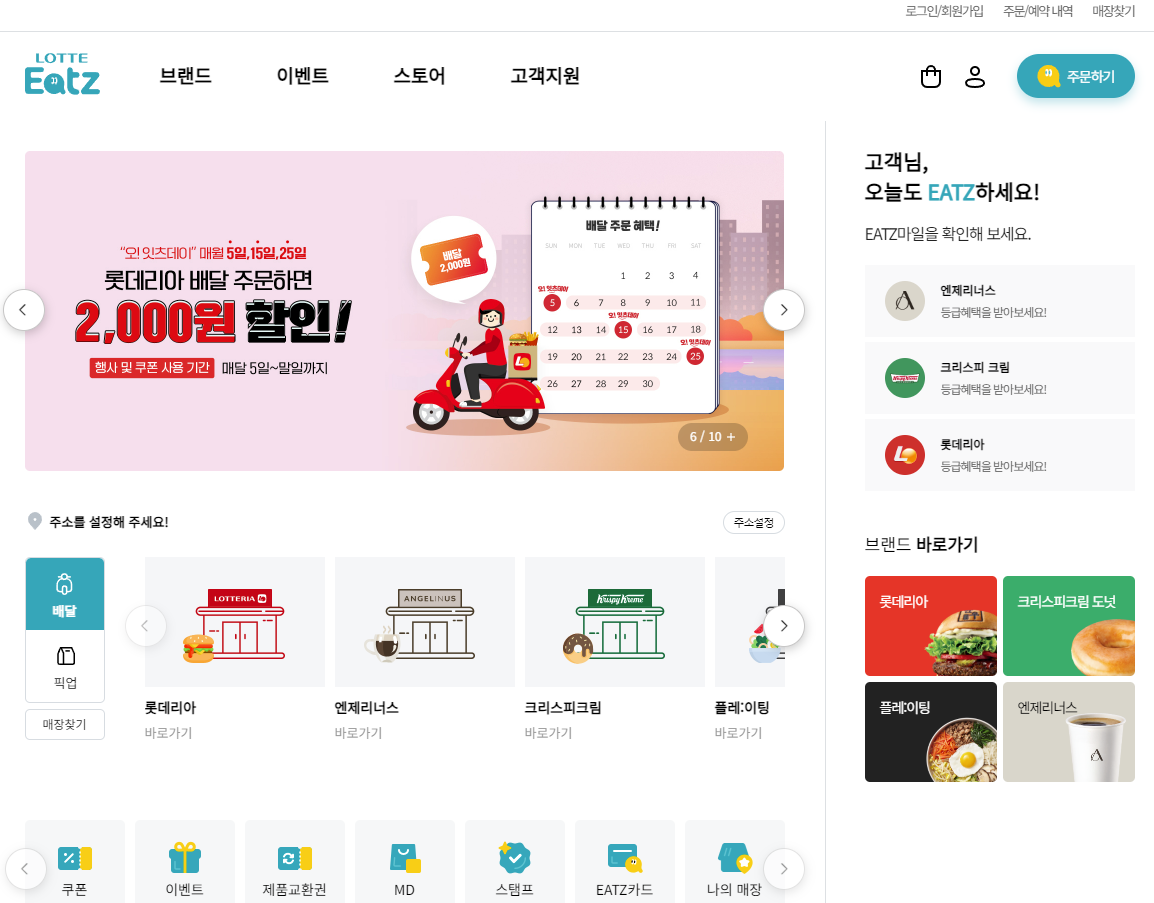 로그인/회원가입 주문/예약 내역 매장찾기
LOTTE
Eatz
브랜드 이벤트 스토어 고객지원
주문하기
"오! 잇츠데이" 매월 5일,15일,25일
롯데리아 배달 주문하면
2,000원 할인!
행사 및 쿠폰 사용 기간 매달 5일~말일까지
배달
2,000원
배달 주문 혜택!
SUN MON TUE WED THU FRI SAT
1 2 3 4
오! 잇츠데이
5 6 7 8 9 10 11
오! 잇츠데이
12 13 14 15 16 17 18
오! 잇츠데이
19 20 21 22 23 24 25
26 27 28 29 30
6 / 10 +
고객님,
오늘도 EATZ하세요!
EATZ마일을 확인해 보세요.
엔제리너스
등급혜택을 받아보세요!
크리스피 크림
등급혜택을 받아보세요!
롯데리아
등급혜택을 받아보세요!
주소를 설정해 주세요!
주소설정
배달
픽업
매장찾기
LOTTERIA
ANGELINUS
Krispy Kreme
롯데리아
바로가기
엔제리너스
바로가기
크리스피크림
바로가기
플레:이팅
바로가기
브랜드 바로가기
롯데리아
크리스피크림 도넛
플레:이팅
엔제리너스
쿠폰
이벤트
제품교환권
MD
스탬프
EATZ카드
나의 매장